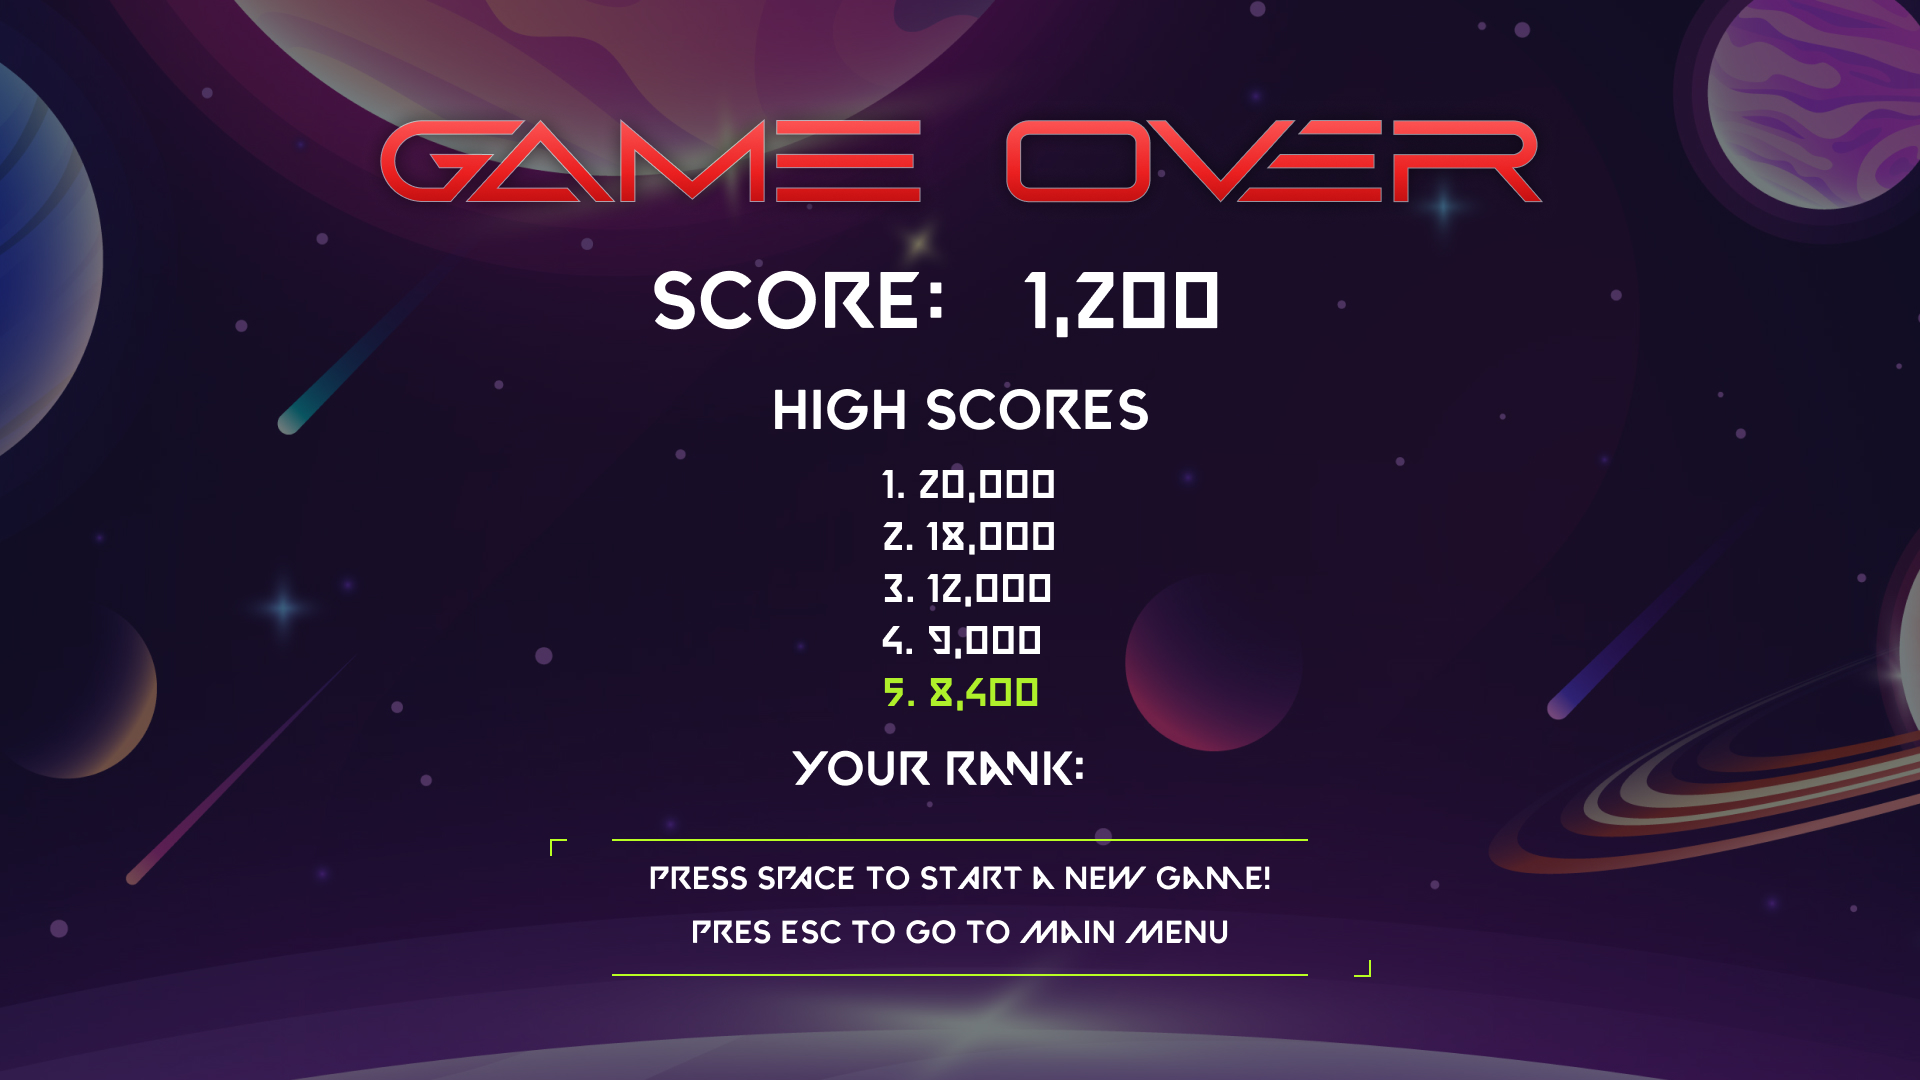 GAME OVER
SCORE: 1,200
HIGH SCORES
1. 20,000
2. 18,000
3. 12,000
4. 9,000
5. 8,400
YOUR RANK:
PRESS SPACE TO START A NEW GAME!
PRES ESC TO GO TO MAIN MENU